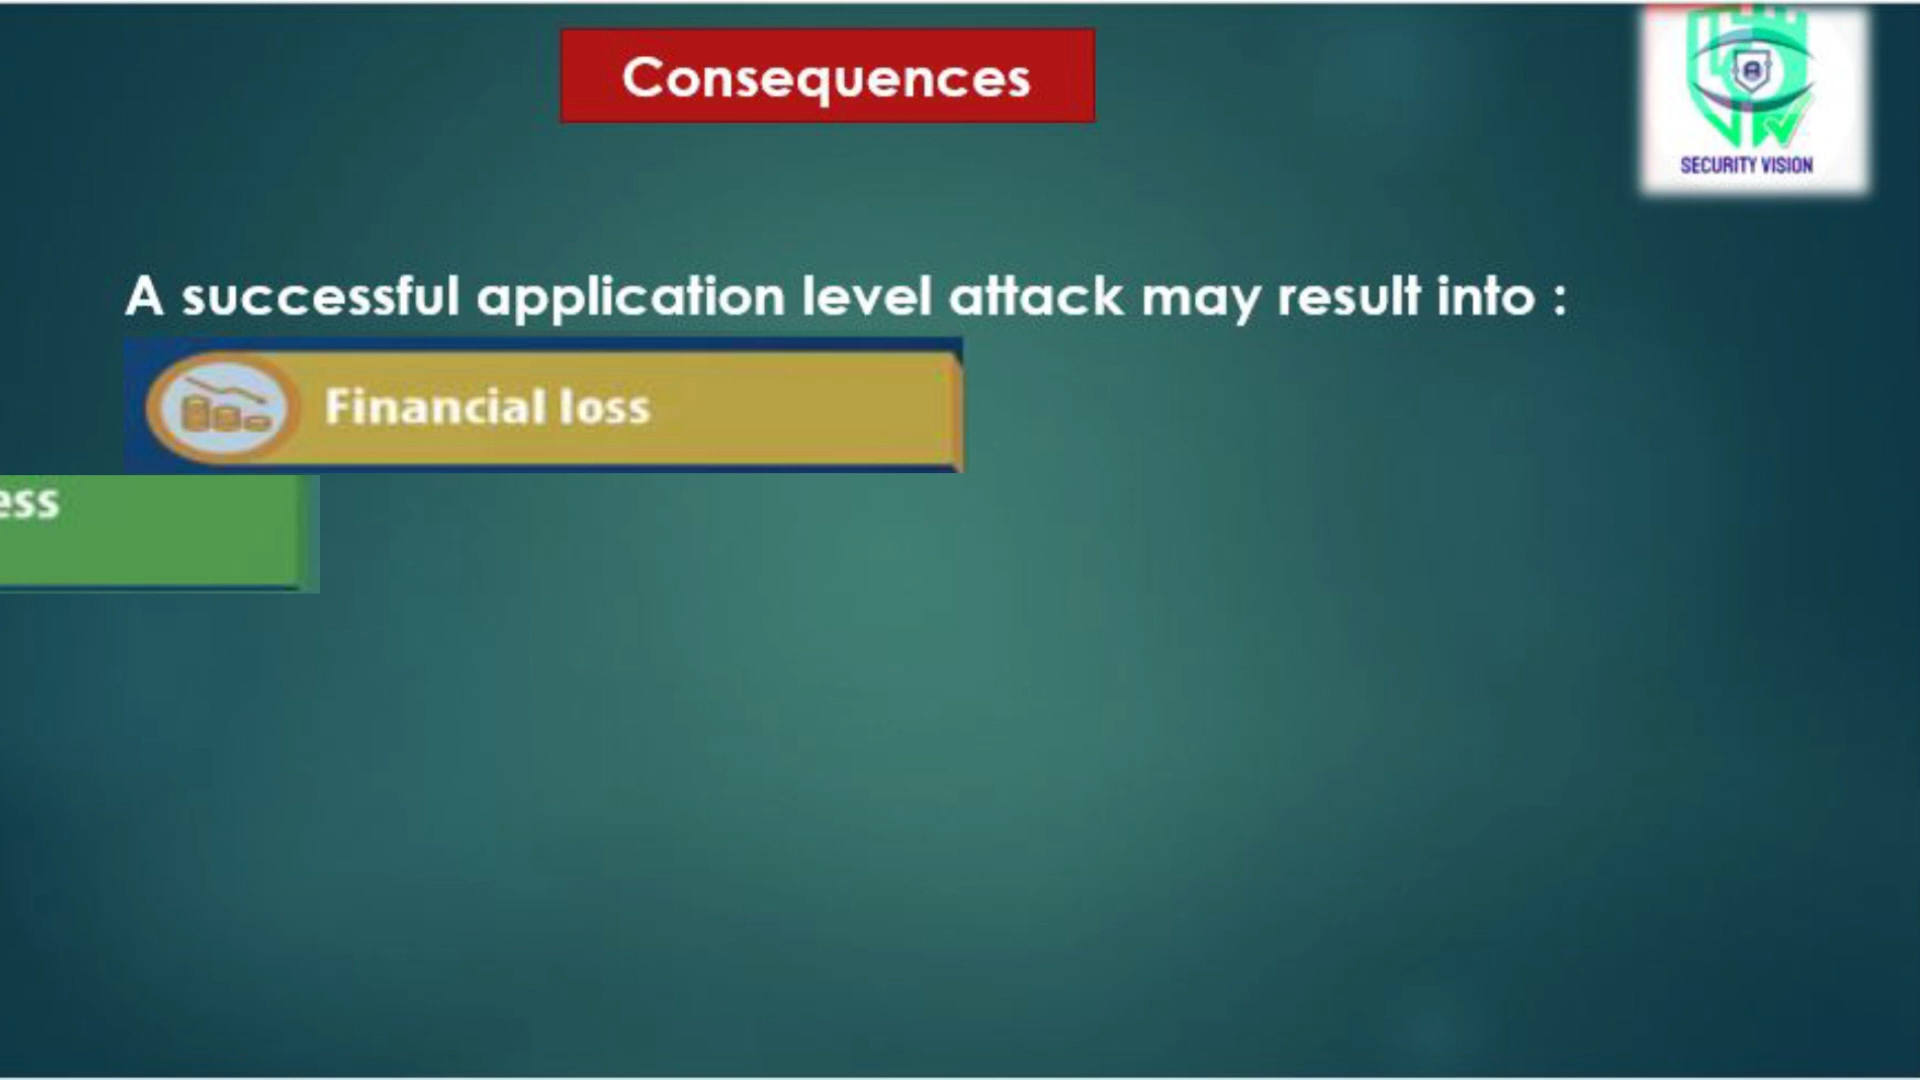 Consequences
SECURITY VISION
A successful application level attack may result into :
Financial loss
ess